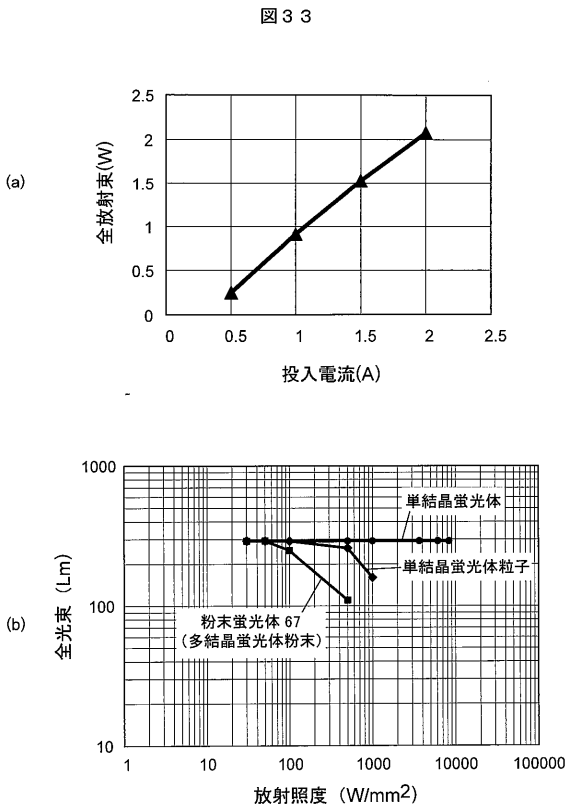 図33
(a)
全放射束(W)
2.5
2
1.5
1
0.5
0
0
0.5
1
1.5
2
2.5
投入電流(A)
(b)
全光束 (Lm)
1000
100
10
単結晶蛍光体
単結晶蛍光体粒子
粉末蛍光体 67
(多結晶蛍光体粉末)
1
10
100
1000
10000
100000
放射照度 (W/mm2)